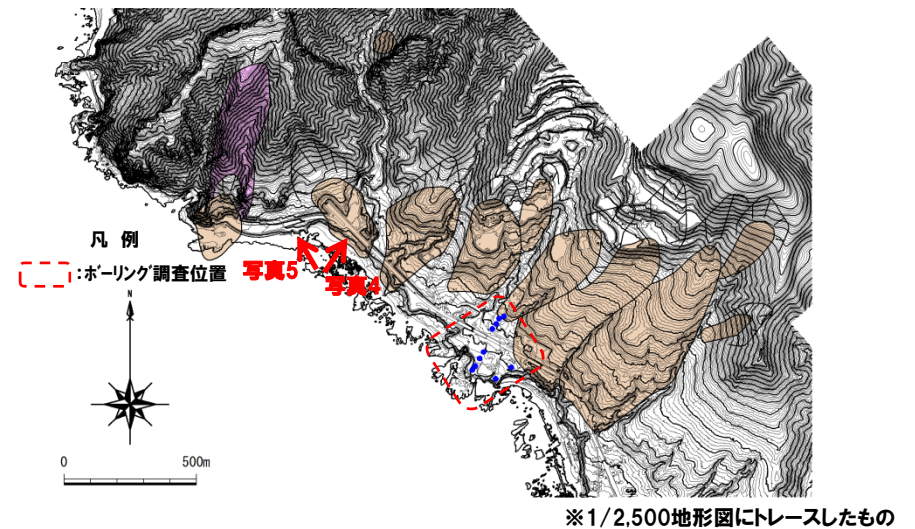 凡 例
:ボーリング調査位置
写真5
写真4
N
0 500m
※1/2,500地形図にトレースしたもの